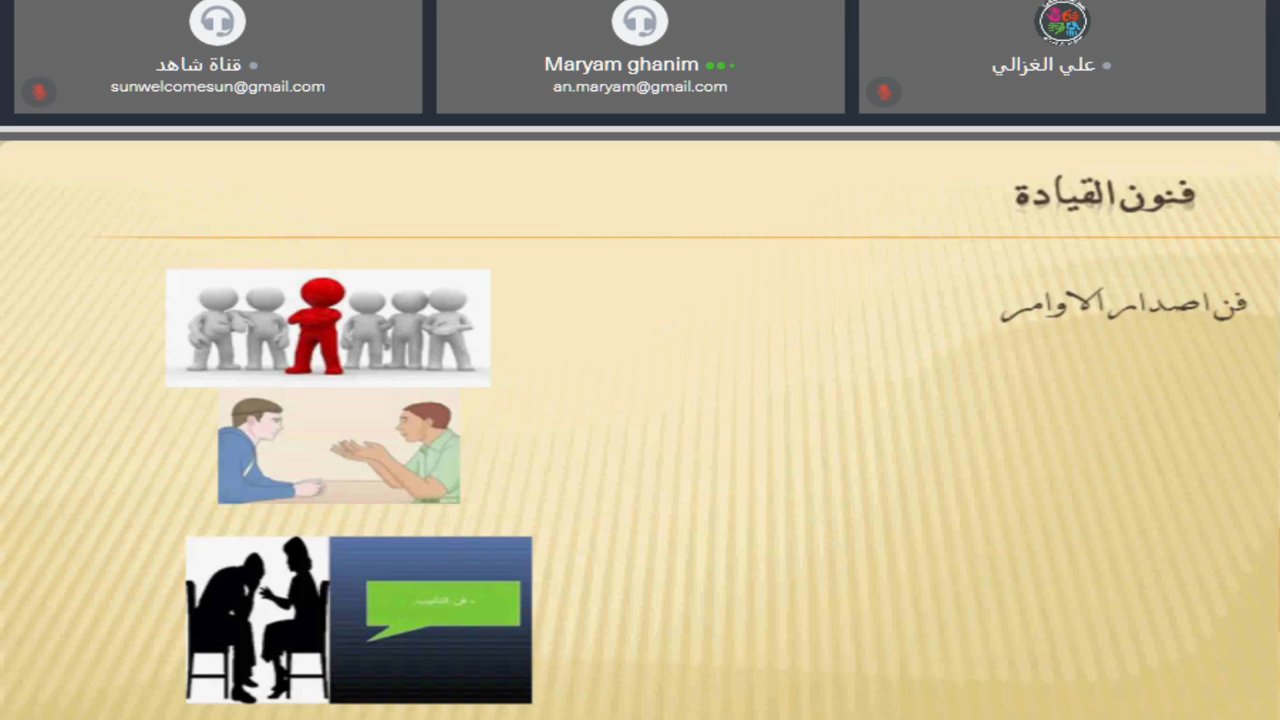 قناة شاهد
sunwelcomesun@gmail.com
Maryam ghanim
an.maryam@gmail.com
علي الغزالي
فنون القيادة
فن اصدار الاوامر